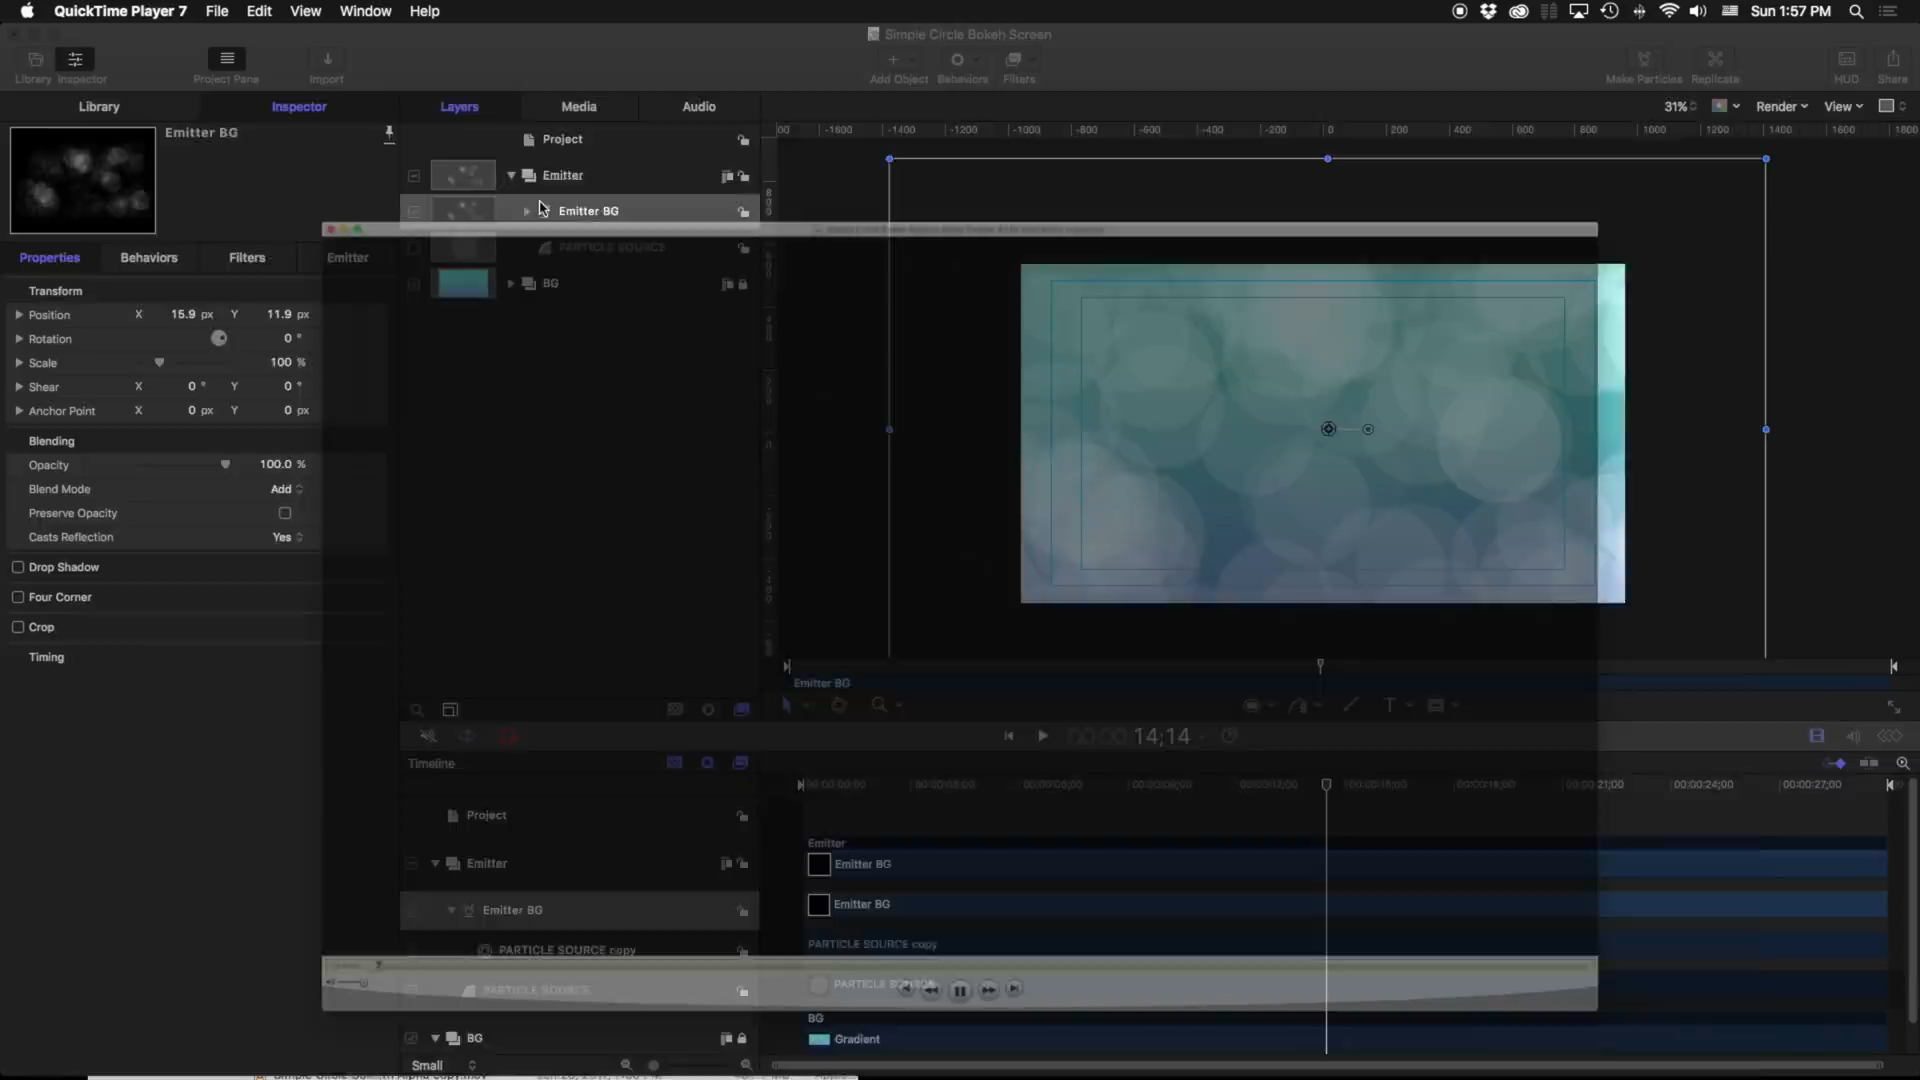 QuickTime Player 7 File Edit View Window Help Sun 1:57 PM
Simple Circle Bokeh Screen
Library Inspector Project Pane Import Add Object Behaviors Filters Make Particles Replicate HUD Share
Library Inspector Layers Media Audio 31% Render View
Emitter BG
Project
Emitter
Emitter BG
PARTICLE SOURCE
BG
00 -1600 -1400 -1200 -1000 -800 -600 -400 -200 0 200 400 600 800 1000 1200 1400 1600 1800
Properties Behaviors Filters Emitter
Transform
Position X 15.9 px Y 11.9 px
Rotation 0 °
Scale 100 %
Shear X 0 ° Y 0 °
Anchor Point X 0 px Y 0 px
Blending
Opacity 100.0 %
Blend Mode Add
Preserve Opacity
Casts Reflection Yes
Drop Shadow
Four Corner
Crop
Timing
Emitter BG
14;14
Timeline
00:00:00;00 00:00:03;00 00:00:06;00 00:00:09;00 00:00:12;00 00:00:15;00 00:00:18;00 00:00:21;00 00:00:24;00 00:00:27;00
Project
Emitter
Emitter
Emitter BG
Emitter BG
Emitter BG
PARTICLE SOURCE copy
PARTICLE SOURCE copy
PARTICLE SOURCE
PARTICLE SOURCE
BG
BG
Gradient
Small